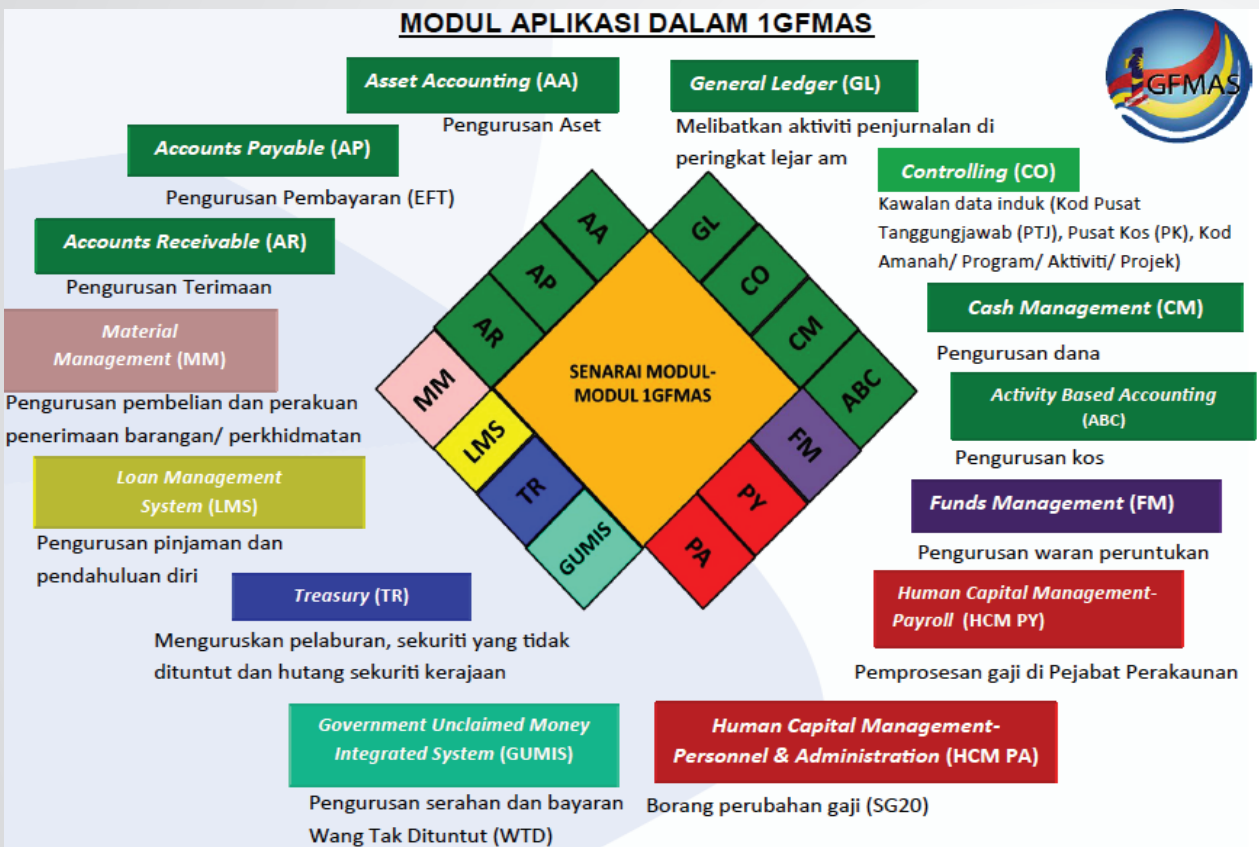 MODUL APLIKASI DALAM 1GFMAS
GFMAS
Asset Accounting (AA)
Pengurusan Aset
Accounts Payable (AP)
Pengurusan Pembayaran (EFT)
Accounts Receivable (AR)
Pengurusan Terimaan
Material
Management (MM)
Pengurusan pembelian dan perakuan
penerimaan barangan/ perkhidmatan
Loan Management
System (LMS)
Pengurusan pinjaman dan
pendahuluan diri
Treasury (TR)
Menguruskan pelaburan, sekuriti yang tidak
dituntut dan hutang sekuriti kerajaan
Government Unclaimed Money
Integrated System (GUMIS)
Pengurusan serahan dan bayaran
Wang Tak Dituntut (WTD)
AA
AP
AR
MM
LMS
TR
GUMIS
SENARAI MODUL-
MODUL 1GFMAS
GL
CO
CM
ABC
FM
PY
PA
General Ledger (GL)
Melibatkan aktiviti penjurnalan di
peringkat lejar am
Controlling (CO)
Kawalan data induk (Kod Pusat
Tanggungjawab (PTJ), Pusat Kos (PK), Kod
Amanah/ Program/ Aktiviti/ Projek)
Cash Management (CM)
Pengurusan dana
Activity Based Accounting
(ABC)
Pengurusan kos
Funds Management (FM)
Pengurusan waran peruntukan
Human Capital Management-
Payroll (HCM PY)
Pemprosesan gaji di Pejabat Perakaunan
Human Capital Management-
Personnel & Administration (HCM PA)
Borang perubahan gaji (SG20)